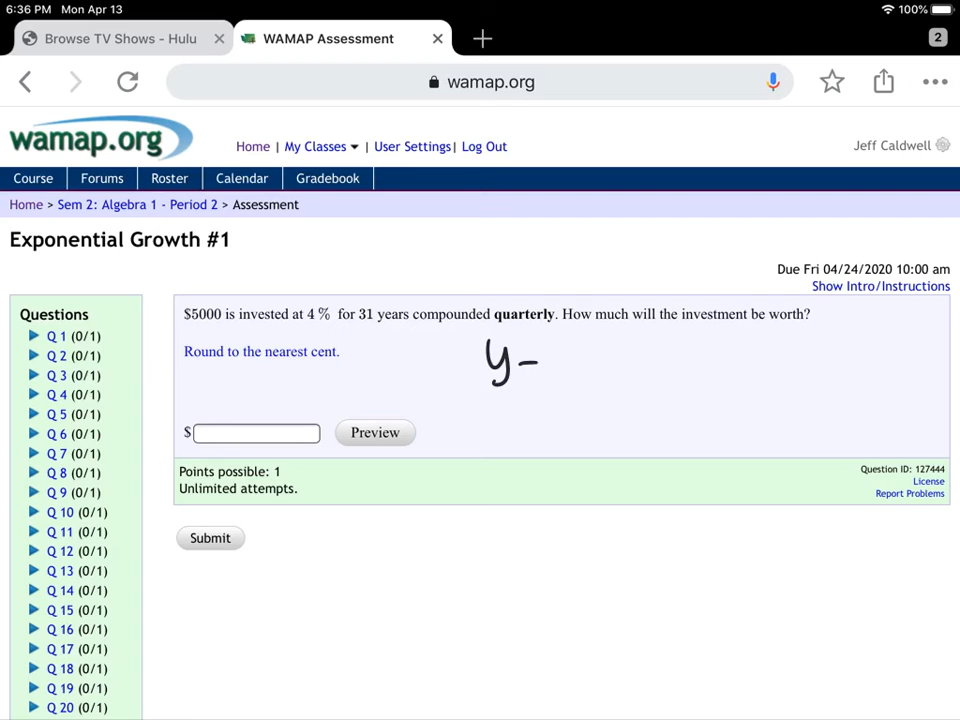 6:36 PM Mon Apr 13 100%
Browse TV Shows - Hulu WAMAP Assessment 2
wamap.org
wamap.org Home | My Classes | User Settings | Log Out Jeff Caldwell
Course Forums Roster Calendar Gradebook
Home > Sem 2: Algebra 1 - Period 2 > Assessment
Exponential Growth #1
Due Fri 04/24/2020 10:00 am
Show Intro/Instructions
Questions
Q 1 (0/1)
Q 2 (0/1)
Q 3 (0/1)
Q 4 (0/1)
Q 5 (0/1)
Q 6 (0/1)
Q 7 (0/1)
Q 8 (0/1)
Q 9 (0/1)
Q 10 (0/1)
Q 11 (0/1)
Q 12 (0/1)
Q 13 (0/1)
Q 14 (0/1)
Q 15 (0/1)
Q 16 (0/1)
Q 17 (0/1)
Q 18 (0/1)
Q 19 (0/1)
Q 20 (0/1)
$5000 is invested at 4 % for 31 years compounded quarterly. How much will the investment be worth?
Round to the nearest cent.
y -
$ Preview
Points possible: 1
Unlimited attempts.
Question ID: 127444
License
Report Problems
Submit